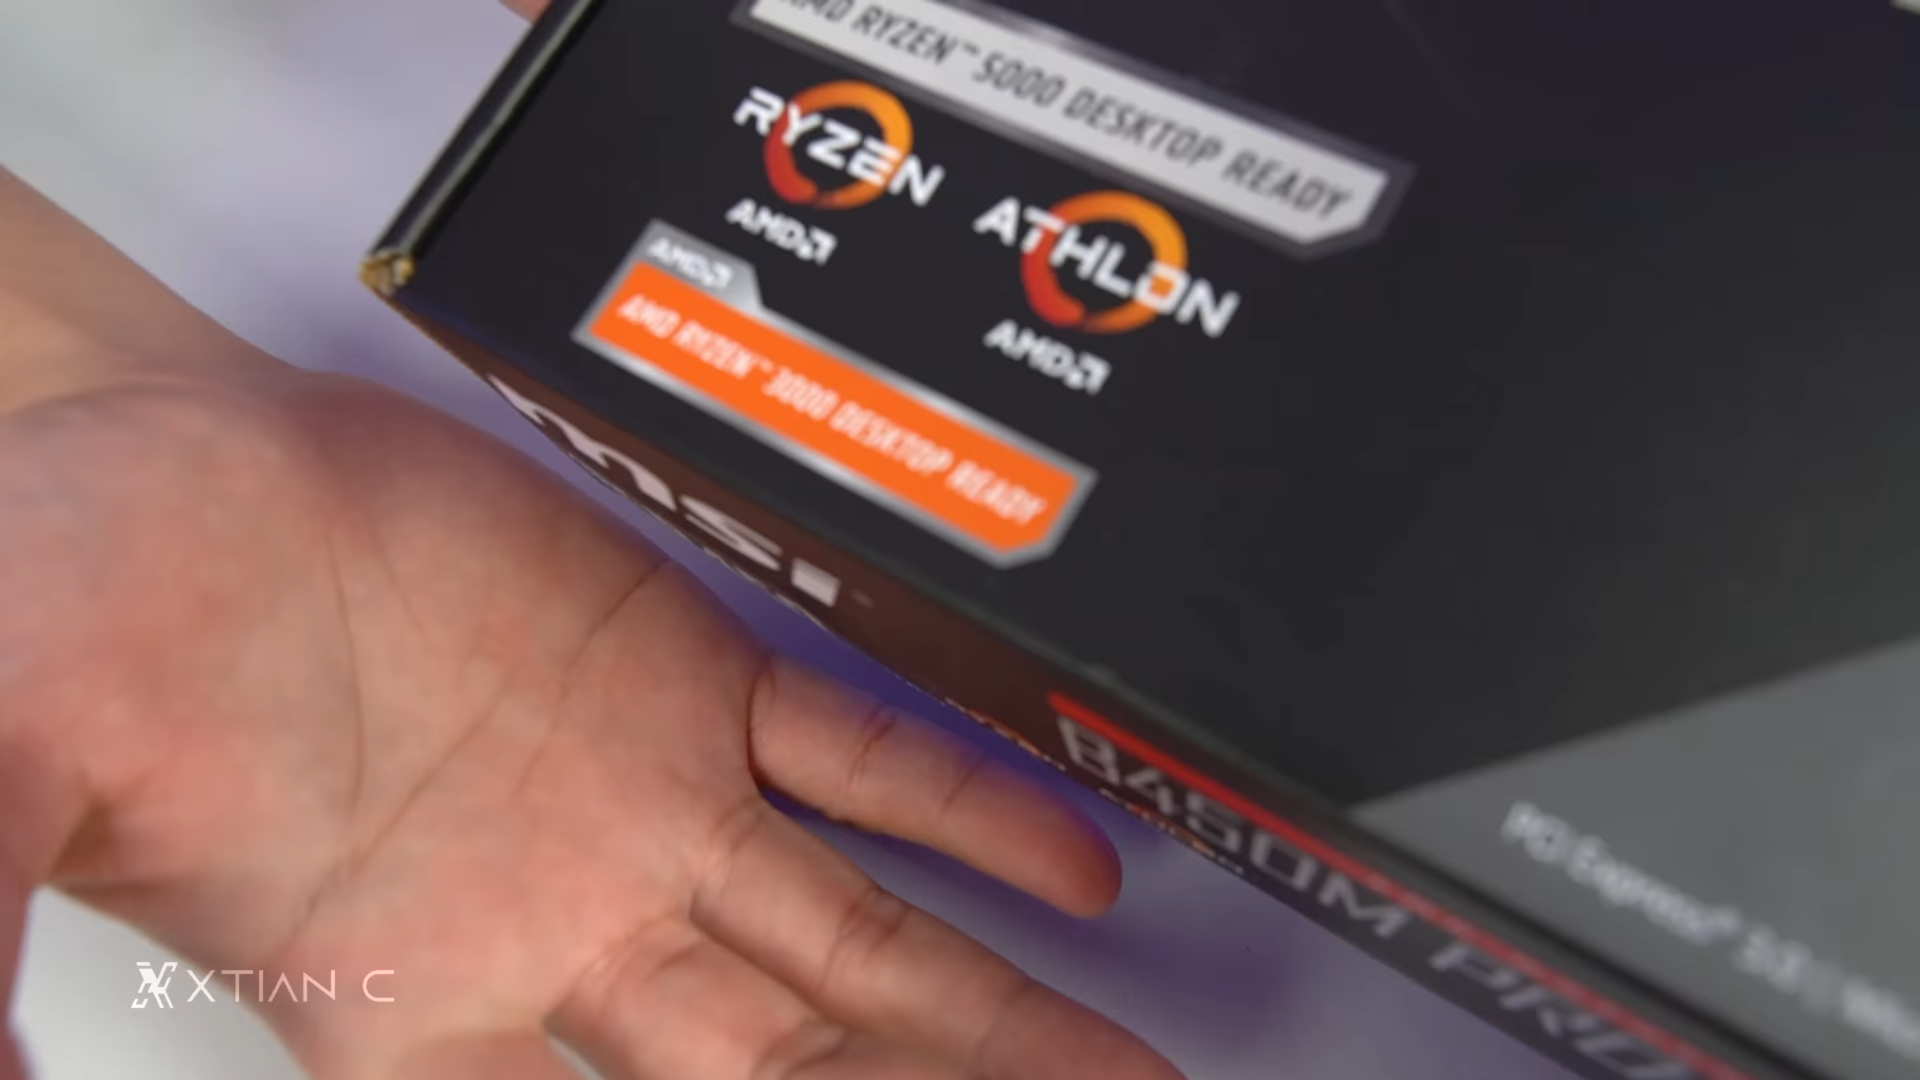 AMD RYZEN™ 5000 DESKTOP READY
RYZEN
AMD
ATHLON
AMD
AMD
AMD RYZEN™ 3000 DESKTOP READY
msi
B450M PRO
PCI Express®
XTIAN C